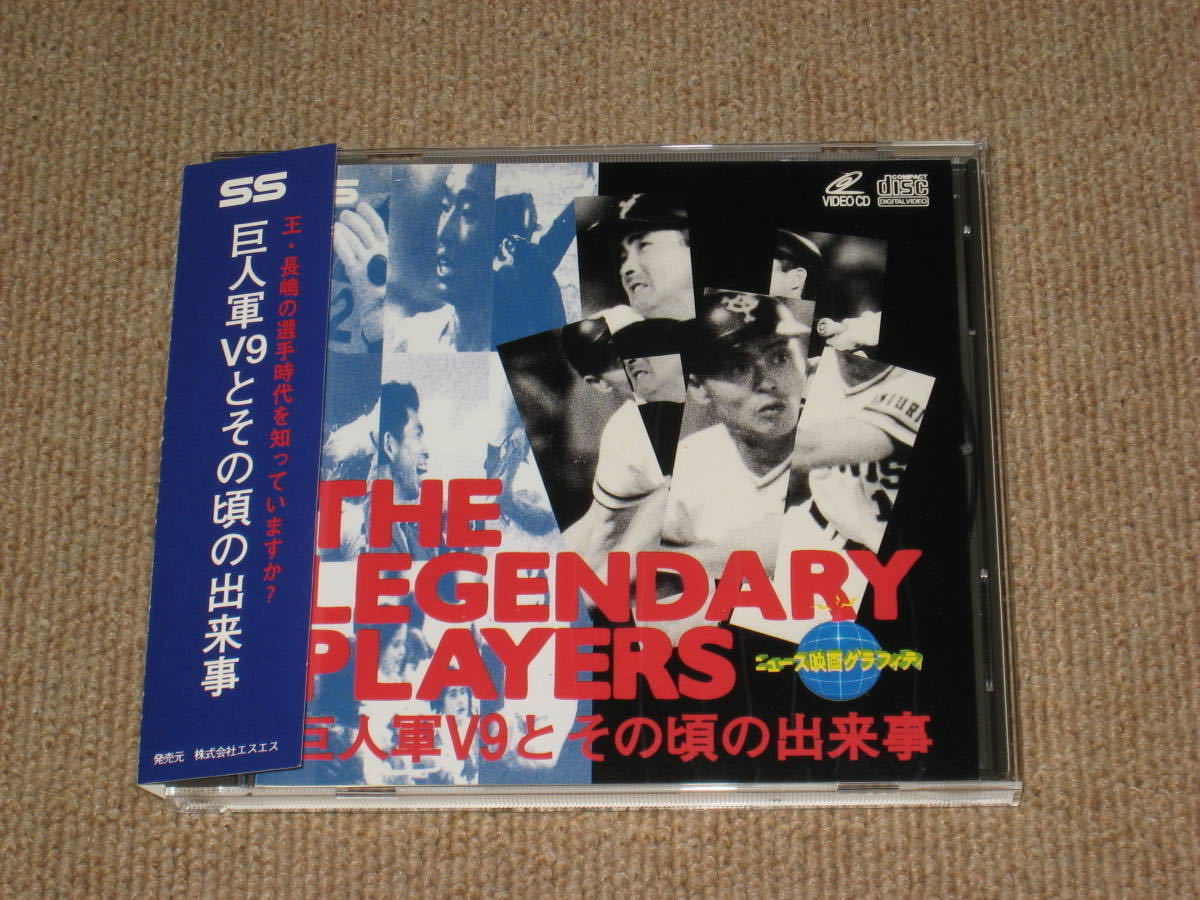 SS
王・長嶋の選手時代を知っていますか?
巨人軍V9とその頃の出来事
発売元 株式会社エスエス
S
VIDEO CD
COMPACT
disc
DIGITAL VIDEO
THE
LEGENDARY
PLAYERS
ニュース映画グラフィティ
巨人軍V9とその頃の出来事